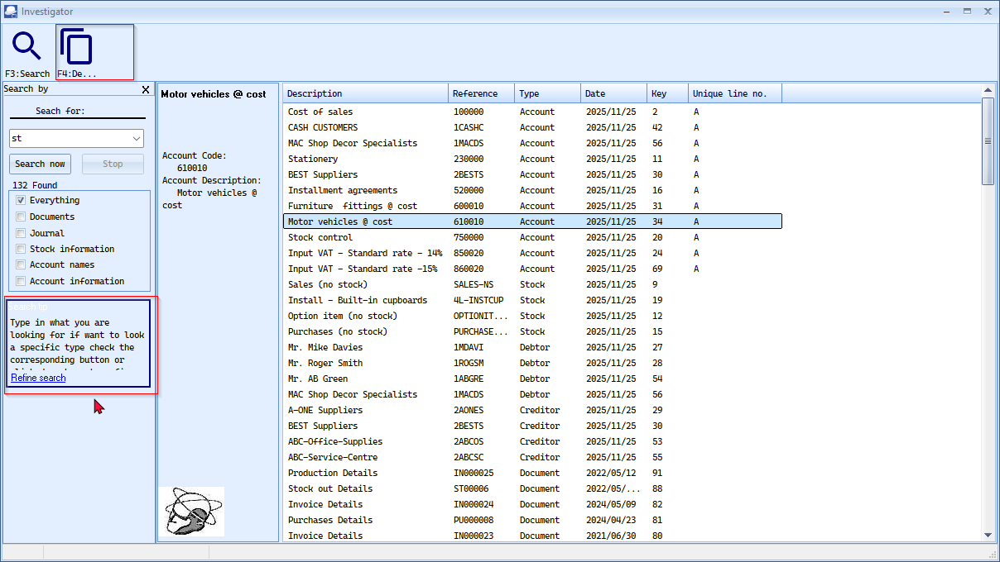 Investigator
F3:Search
F4:De...
Search by
Seach for:
st
Search now
Stop
132 Found
Everything
Documents
Journal
Stock information
Account names
Account information
Search tip
Type in what you are
looking for if want to look
a specific type check the
corresponding button or
Refine search
Motor vehicles @ cost
Account Code:
610010
Account Description:
Motor vehicles @
cost
Description Reference Type Date Key Unique line no.
Cost of sales 100000 Account 2025/11/25 2 A
CASH CUSTOMERS 1CASHC Account 2025/11/25 42 A
MAC Shop Decor Specialists 1MACDS Account 2025/11/25 56 A
Stationery 230000 Account 2025/11/25 11 A
BEST Suppliers 2BESTS Account 2025/11/25 30 A
Installment agreements 520000 Account 2025/11/25 16 A
Furniture  fittings @ cost 600010 Account 2025/11/25 31 A
Motor vehicles @ cost 610010 Account 2025/11/25 34 A
Stock control 750000 Account 2025/11/25 20 A
Input VAT - Standard rate - 14% 850020 Account 2025/11/25 24 A
Input VAT - Standard rate -15% 860020 Account 2025/11/25 69 A
Sales (no stock) SALES-NS Stock 2025/11/25 9
Install - Built-in cupboards 4L-INSTCUP Stock 2025/11/25 19
Option item (no stock) OPTIONIT... Stock 2025/11/25 12
Purchases (no stock) PURCHASE... Stock 2025/11/25 15
Mr. Mike Davies 1MDAVI Debtor 2025/11/25 27
Mr. Roger Smith 1ROGSM Debtor 2025/11/25 28
Mr. AB Green 1ABGRE Debtor 2025/11/25 54
MAC Shop Decor Specialists 1MACDS Debtor 2025/11/25 56
A-ONE Suppliers 2AONES Creditor 2025/11/25 29
BEST Suppliers 2BESTS Creditor 2025/11/25 30
ABC-Office-Supplies 2ABCOS Creditor 2025/11/25 53
ABC-Service-Centre 2ABCSC Creditor 2025/11/25 55
Production Details IN000025 Document 2022/05/12 91
Stock out Details ST00006 Document 2022/05/... 88
Invoice Details IN000024 Document 2024/05/09 82
Purchases Details PU000008 Document 2024/04/23 81
Invoice Details IN000023 Document 2021/06/30 80